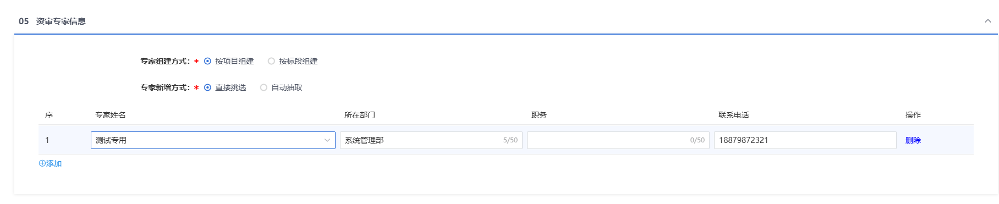 05 资审专家信息
专家组建方式：* 按项目组建 按标段组建
专家新增方式：* 直接挑选 自动抽取
序 专家姓名 所在部门 职务 联系电话 操作
1 测试专用 系统管理部 5/50 0/50 18879872321 删除
添加